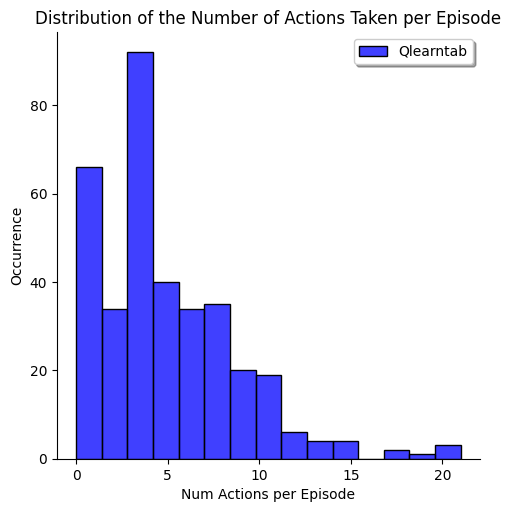 Distribution of the Number of Actions Taken per Episode
Qlearntab
80
60
40
20
0
Occurrence
0 5 10 15 20
Num Actions per Episode